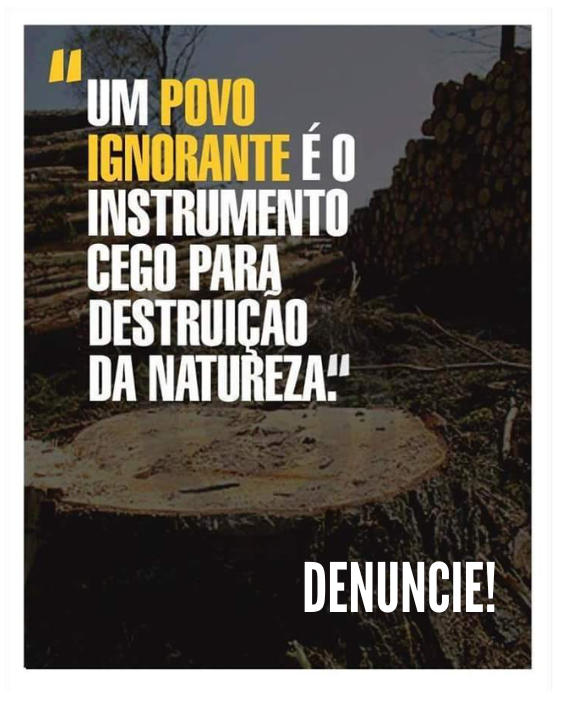 "
UM POVO
IGNORANTE É O
INSTRUMENTO
CEGO PARA
DESTRUIÇÃO
DA NATUREZA."
DENUNCIE!